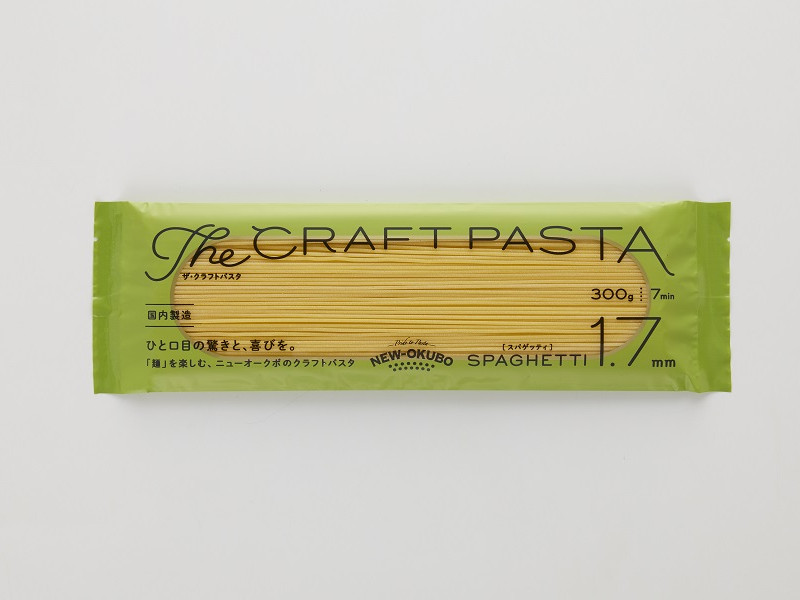 The CRAFT PASTA
ザ・クラフトパスタ
300g 7min
国内製造
1.7mm
ひと口目の驚きと、喜びを。
「麺」を楽しむ、ニューオークボのクラフトパスタ
NEW-OKUBO
[スパゲッティ]
SPAGHETTI